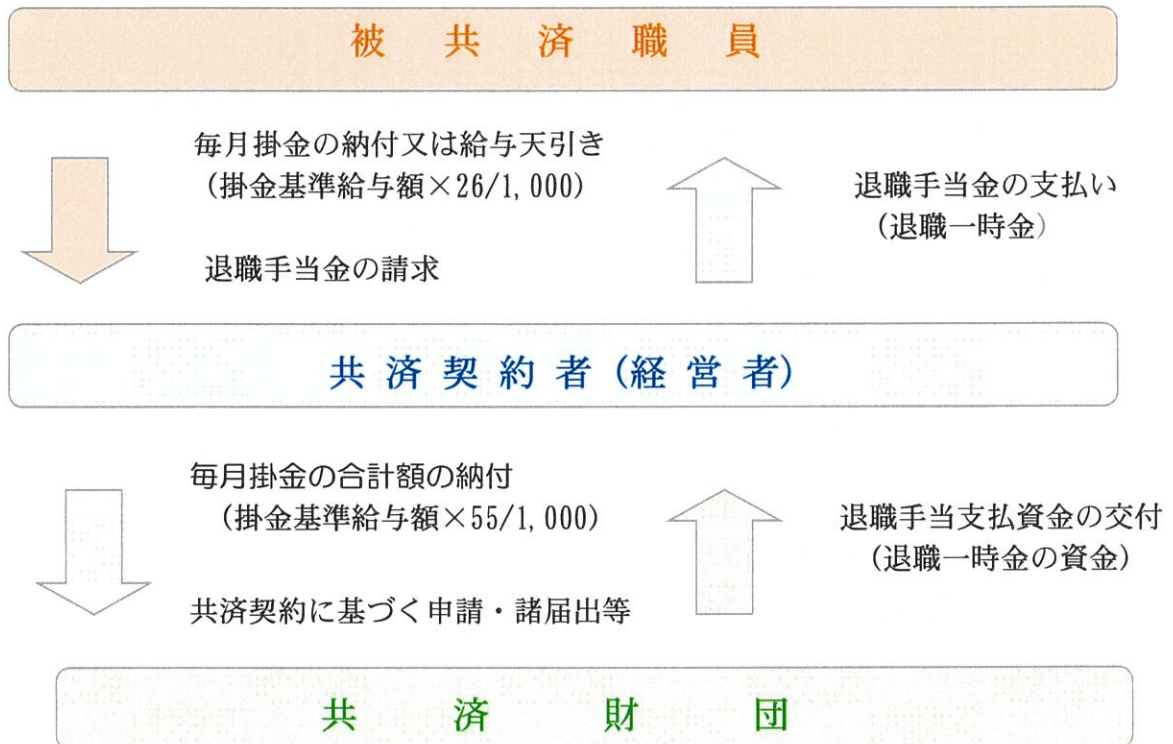 被共済職員
毎月掛金の納付又は給与天引き
(掛金基準給与額×26/1,000)
退職手当金の請求
退職手当金の支払い
(退職一時金)
共済契約者(経営者)
毎月掛金の合計額の納付
(掛金基準給与額×55/1,000)
共済契約に基づく申請・諸届出等
退職手当支払資金の交付
(退職一時金の資金)
共済財団